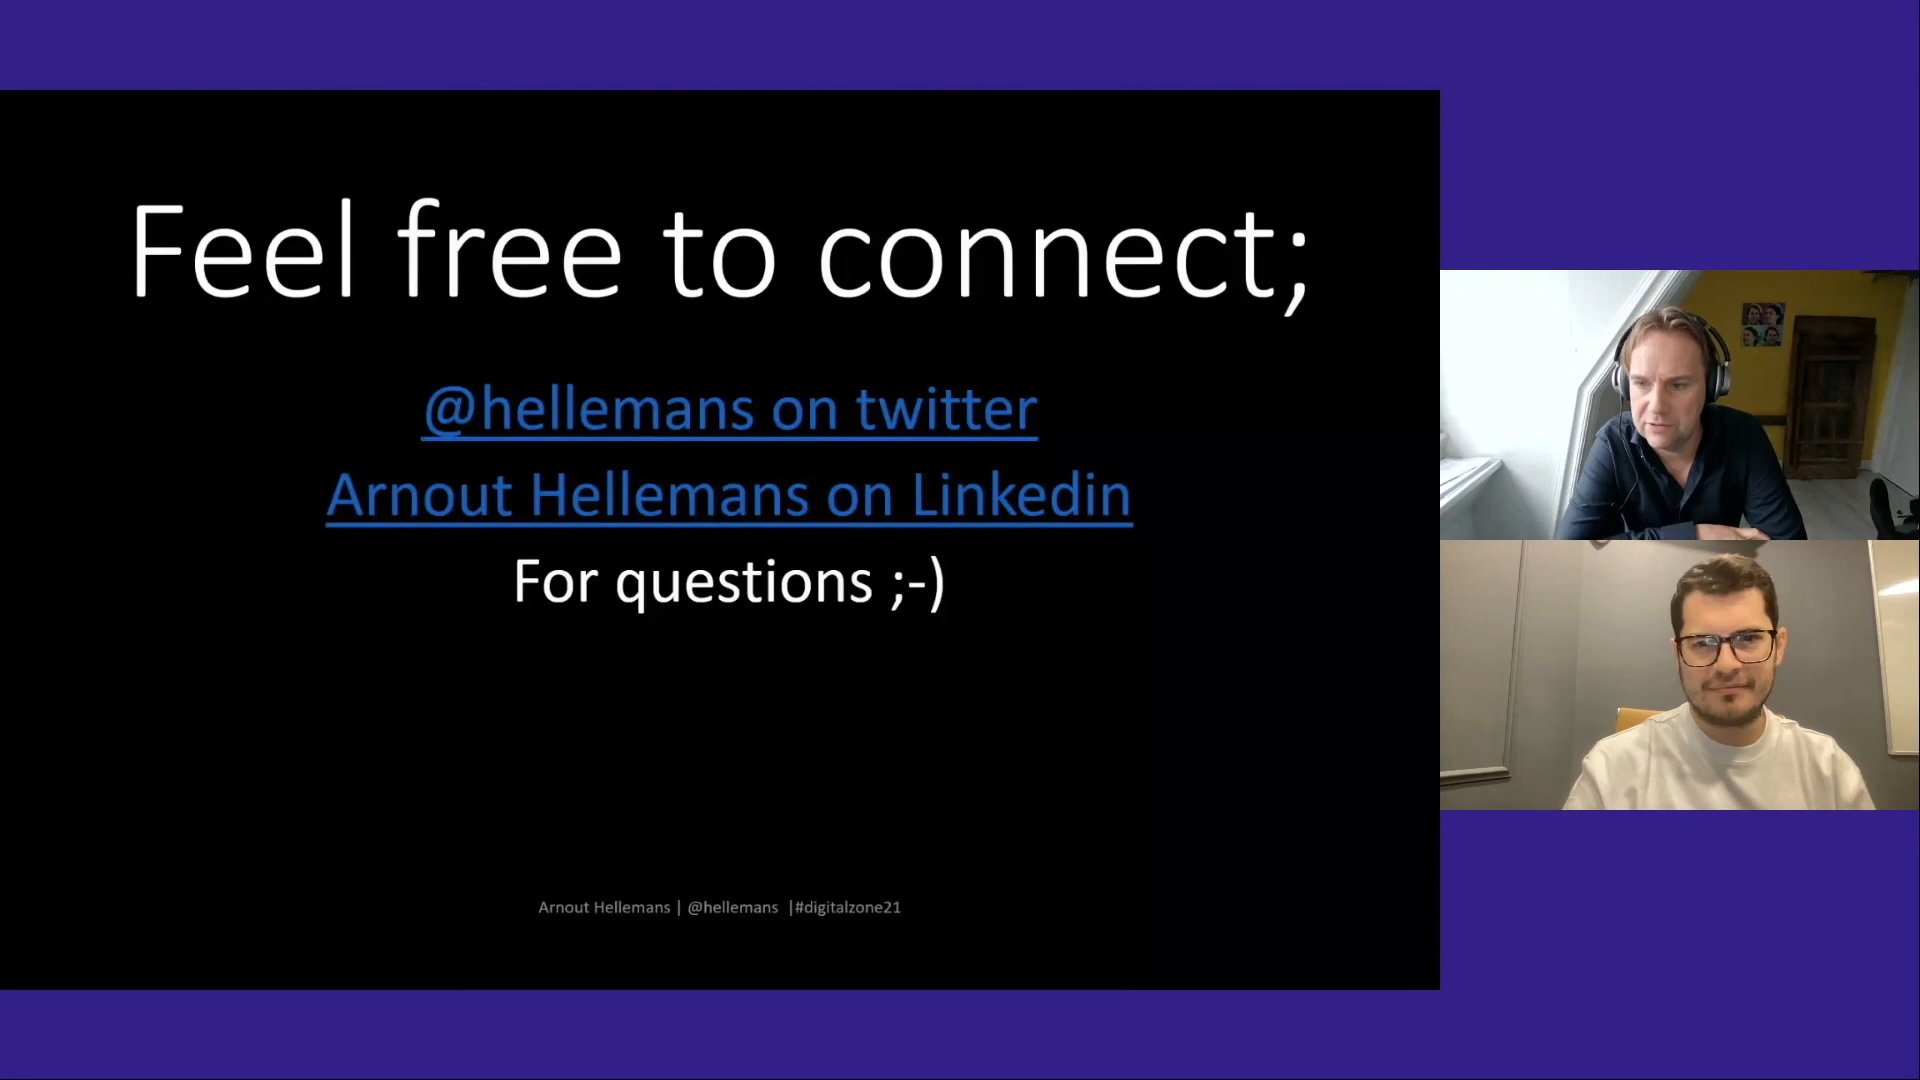 Feel free to connect;
@hellemans on twitter
Arnout Hellemans on Linkedin
For questions ;-)
Arnout Hellemans | @hellemans |#digitalzone21